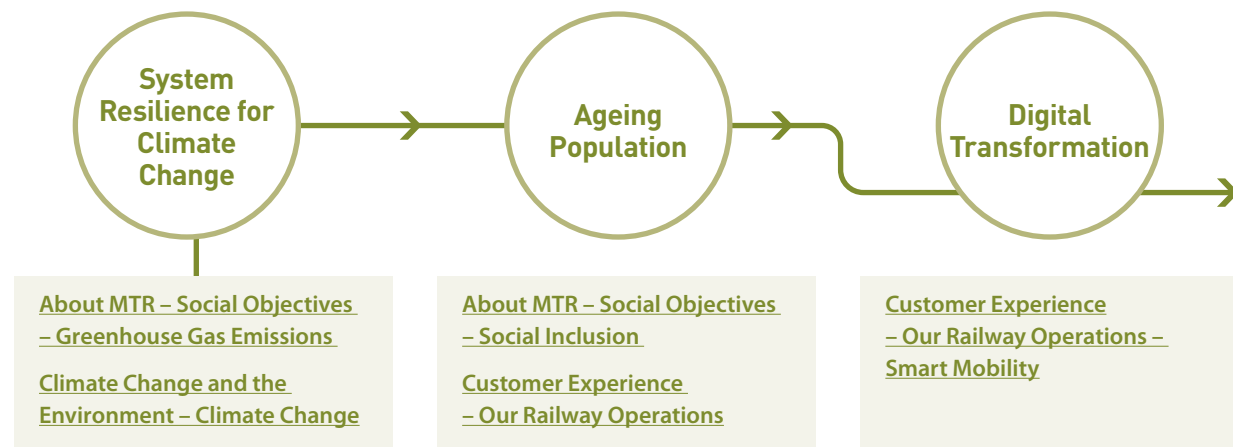 System
Resilience for
Climate
Change
Ageing
Population
Digital
Transformation
About MTR – Social Objectives
– Greenhouse Gas Emissions
Climate Change and the
Environment – Climate Change
About MTR – Social Objectives
– Social Inclusion
Customer Experience
– Our Railway Operations
Customer Experience
– Our Railway Operations –
Smart Mobility